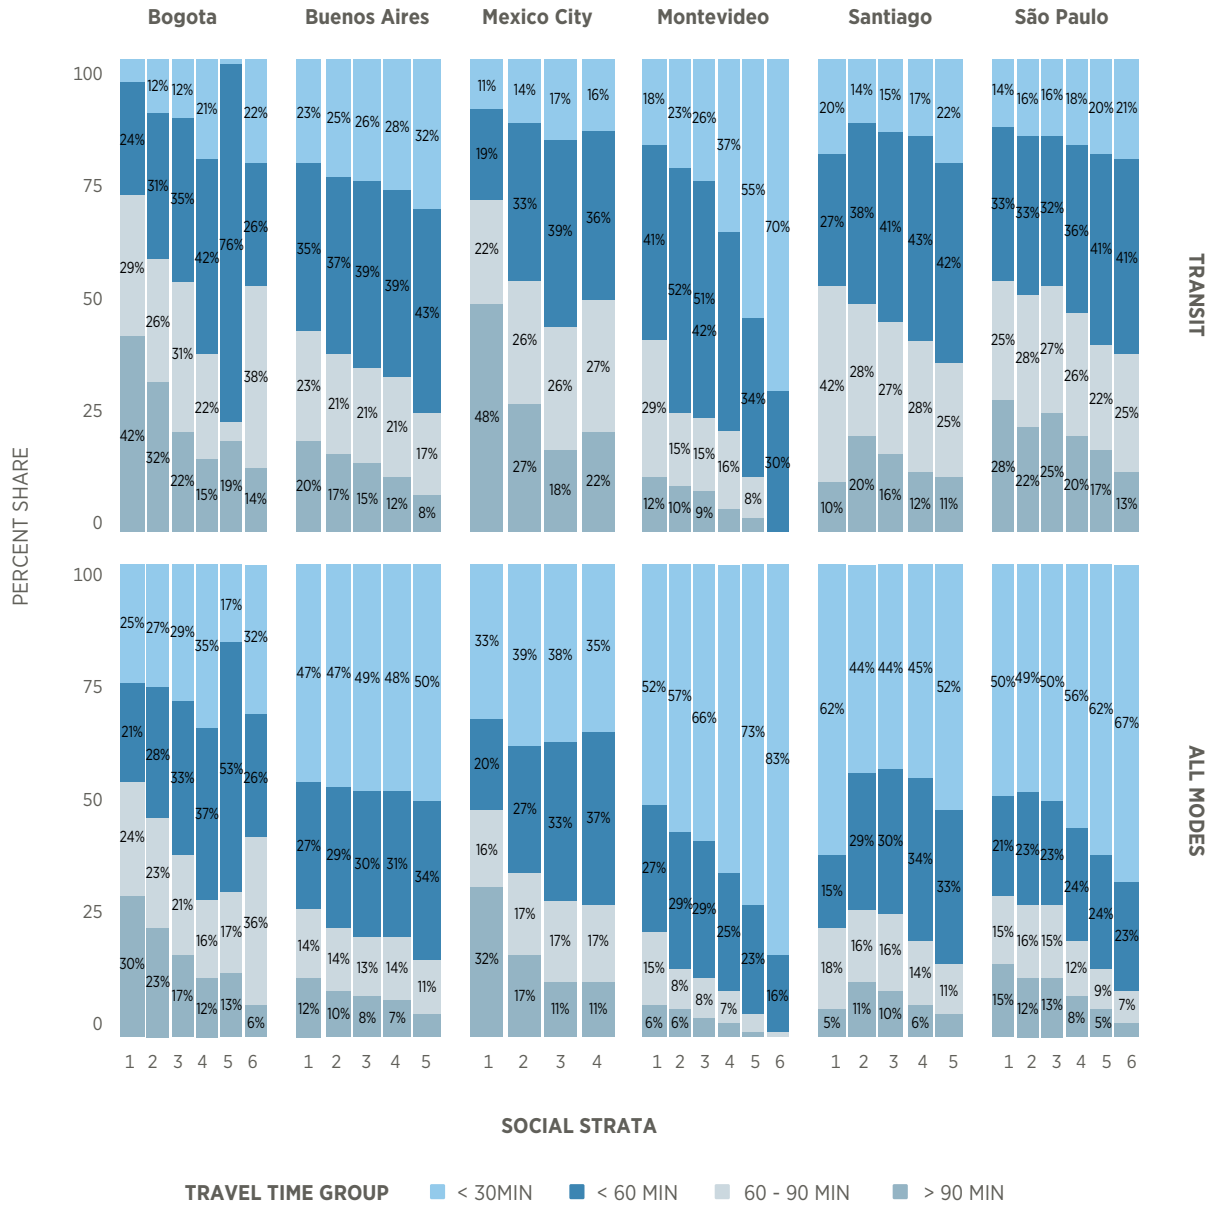 Bogota Buenos Aires Mexico City Montevideo Santiago São Paulo
PERCENT SHARE
TRANSIT
100
75
50
25
0
24% 29% 42%
12% 31% 26% 32%
12% 35% 31% 22%
21% 42% 22% 15%
76% 19%
22% 26% 38% 14%
23% 35% 23% 20%
25% 37% 21% 17%
26% 39% 21% 15%
28% 39% 21% 12%
32% 43% 17% 8%
11% 19% 22% 48%
14% 33% 26% 27%
17% 39% 26% 18%
16% 36% 27% 22%
18% 41% 29% 12%
23% 52% 15% 10%
26% 51% 42% 15% 9%
37% 16%
55% 34% 8%
70% 30%
20% 27% 42% 10%
14% 38% 28% 20%
15% 41% 27% 16%
17% 43% 28% 12%
22% 42% 25% 11%
14% 33% 25% 28%
16% 33% 28% 22%
16% 32% 27% 25%
18% 36% 26% 20%
20% 41% 22% 17%
21% 41% 25% 13%
ALL MODES
100
75
50
25
0
25% 21% 24% 30%
27% 28% 23% 23%
29% 33% 21% 17%
35% 37% 16% 12%
17% 53% 17% 13%
32% 26% 36% 6%
47% 27% 14% 12%
47% 29% 14% 10%
49% 30% 13% 8%
48% 31% 14% 7%
50% 34% 11%
33% 20% 16% 32%
39% 27% 17% 17%
38% 33% 17% 11%
35% 37% 17% 11%
52% 27% 15% 6%
57% 29% 8% 6%
66% 29% 8%
25% 7%
73% 23%
83% 16%
62% 15% 18% 5%
44% 29% 16% 11%
44% 30% 16% 10%
45% 34% 14% 6%
52% 33% 11%
50% 21% 15% 15%
49% 23% 16% 12%
50% 23% 15% 13%
56% 24% 12% 8%
62% 24% 9% 5%
67% 23% 7%
1 2 3 4 5 6 1 2 3 4 5 1 2 3 4 1 2 3 4 5 6 1 2 3 4 5 1 2 3 4 5 6
SOCIAL STRATA
TRAVEL TIME GROUP < 30MIN < 60 MIN 60 - 90 MIN > 90 MIN